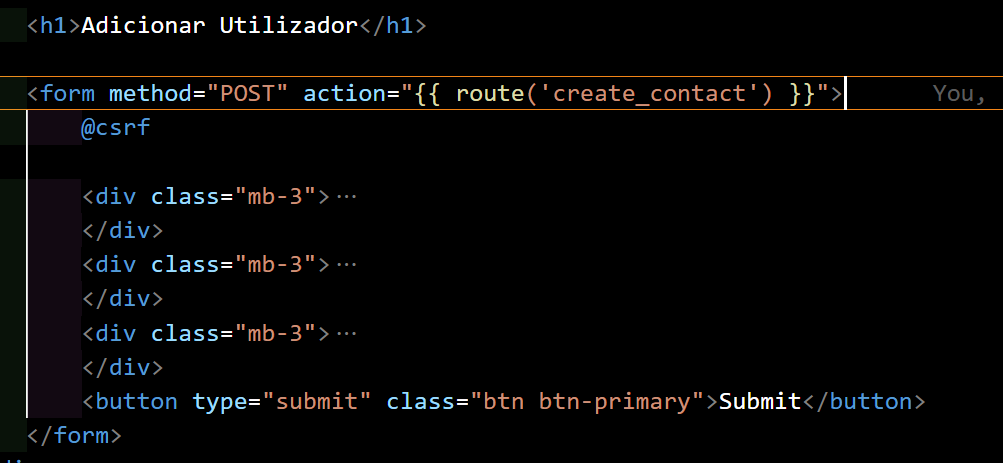 <h1>Adicionar Utilizador</h1>
<form method="POST" action="{{ route('create_contact') }}"> You,
@csrf
<div class="mb-3">···
</div>
<div class="mb-3">···
</div>
<div class="mb-3">···
</div>
<button type="submit" class="btn btn-primary">Submit</button>
</form>